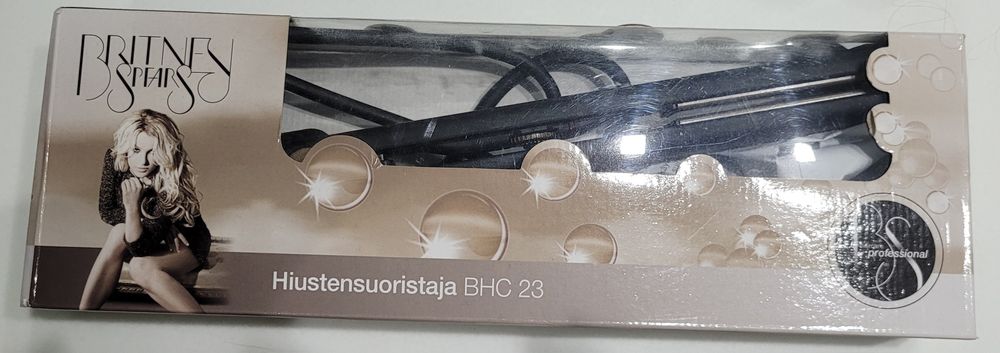 BRITNEY
SPEARS
Hiustensuoristaja BHC 23
BS
professional